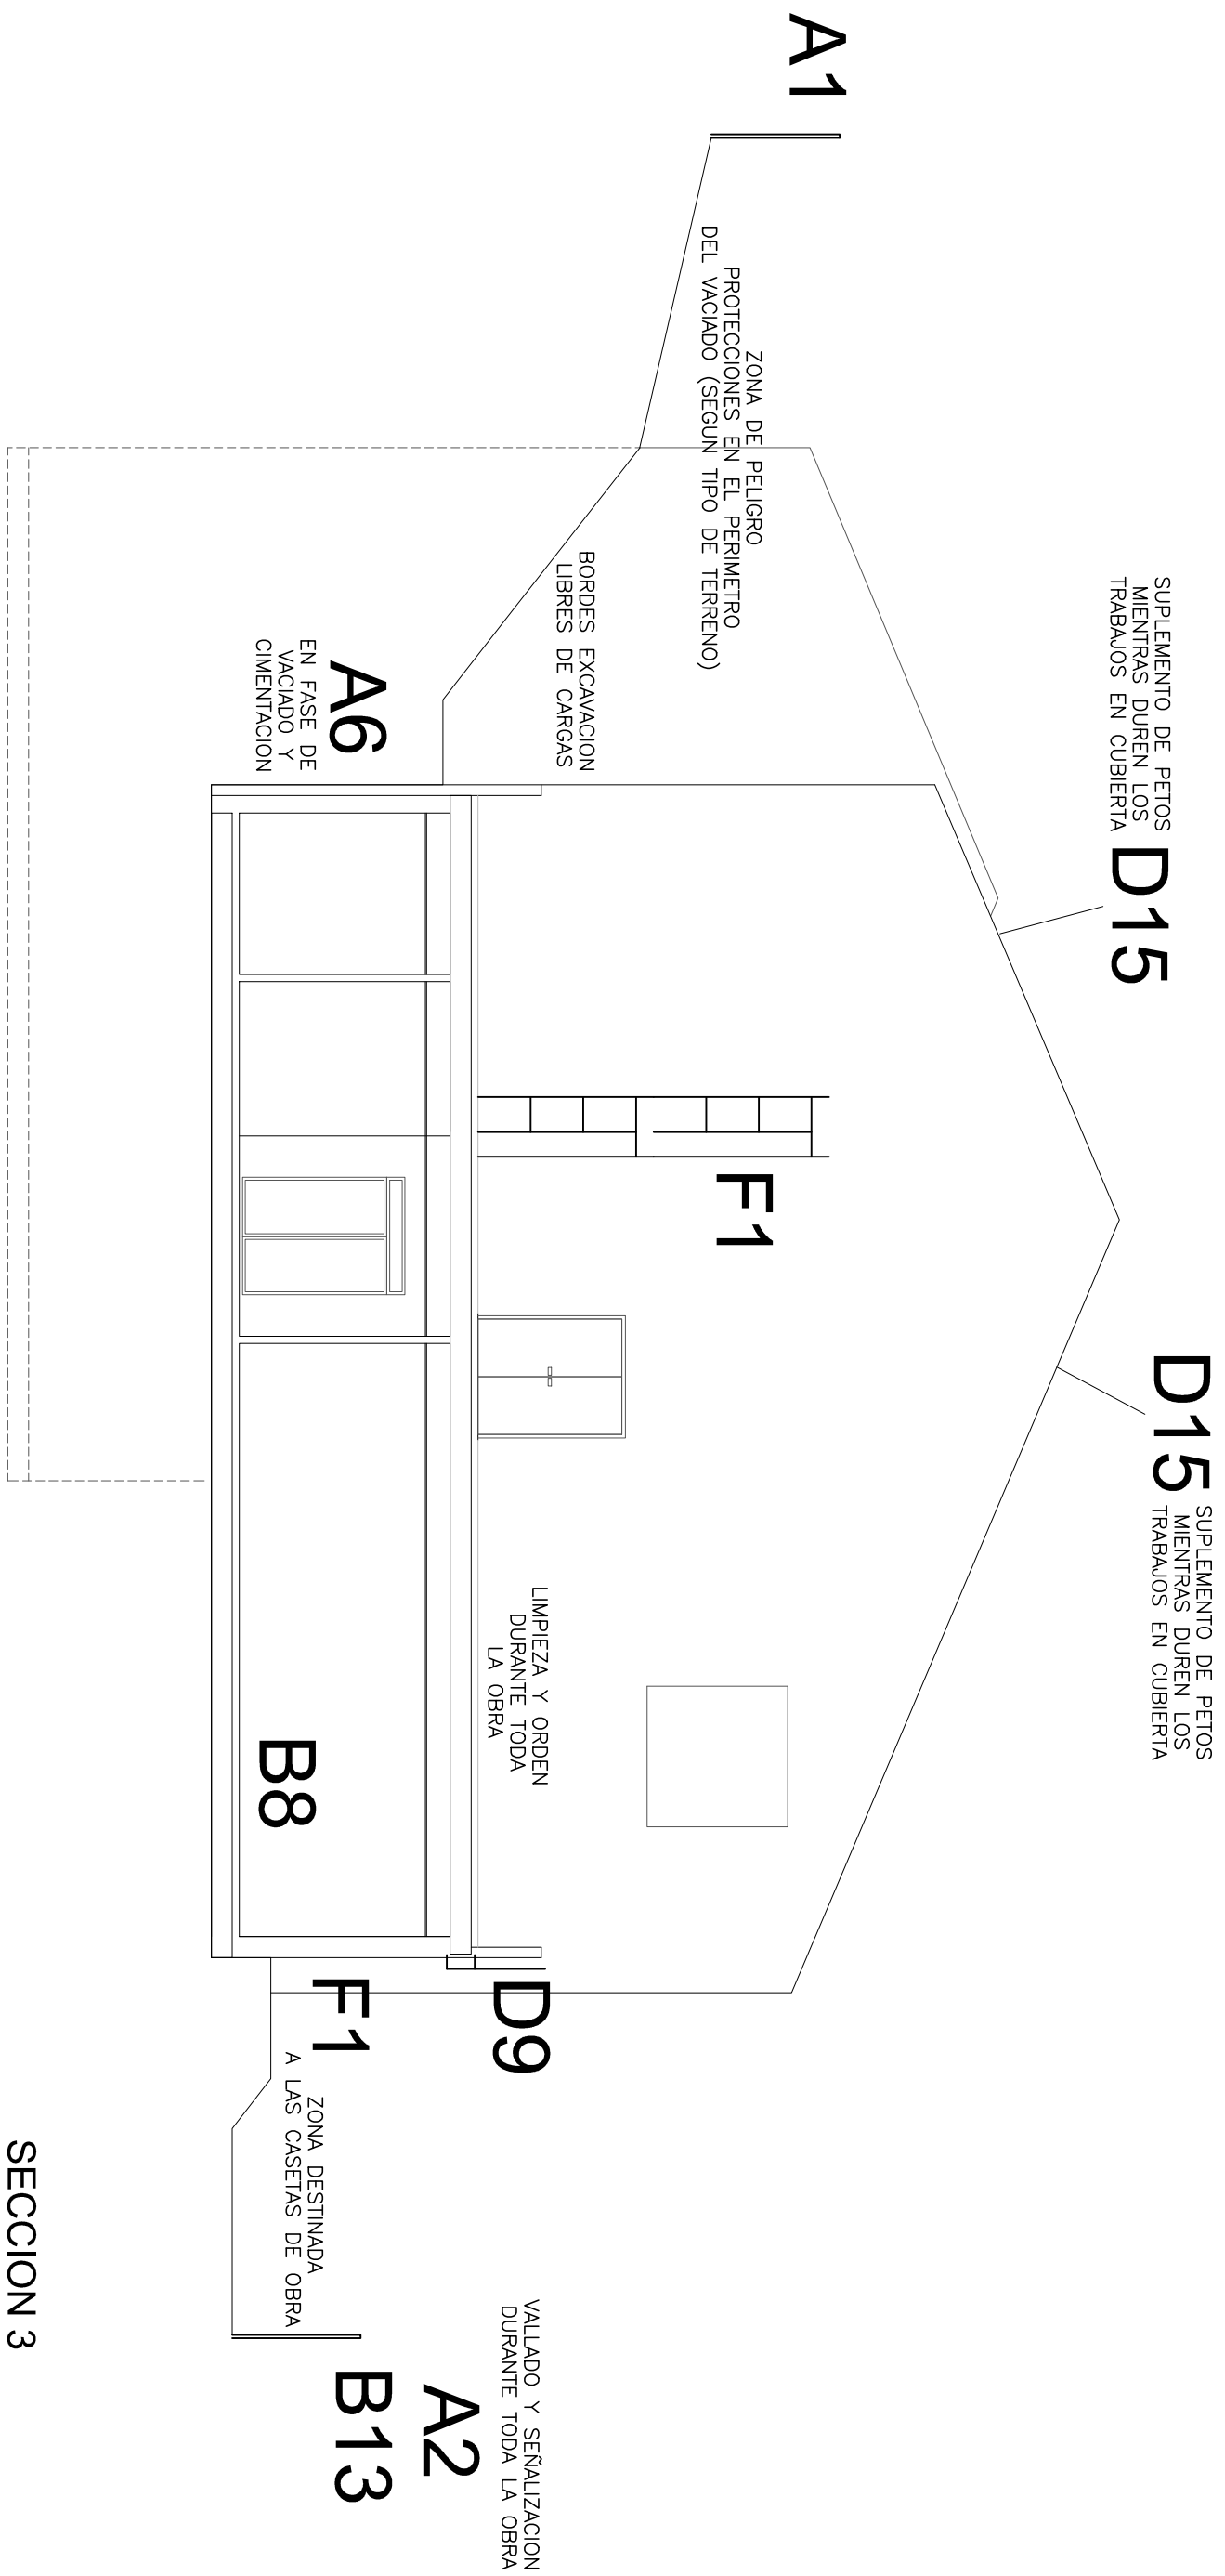 A1
ZONA DE PELIGRO
PROTECCIONES EN EL PERIMETRO
DEL VACIADO (SEGUN TIPO DE TERRENO)
BORDES EXCAVACION
LIBRES DE CARGAS
A6
EN FASE DE
VACIADO Y
CIMENTACION
SUPLEMENTO DE PETOS
MIENTRAS DUREN LOS
TRABAJOS EN CUBIERTA
D15
F1
D15
SUPLEMENTO DE PETOS
MIENTRAS DUREN LOS
TRABAJOS EN CUBIERTA
LIMPIEZA Y ORDEN
DURANTE TODA
LA OBRA
B8
D9
F1
ZONA DESTINADA
A LAS CASETAS DE OBRA
VALLADO Y SEÑALIZACION
DURANTE TODA LA OBRA
A2
B13
SECCION 3